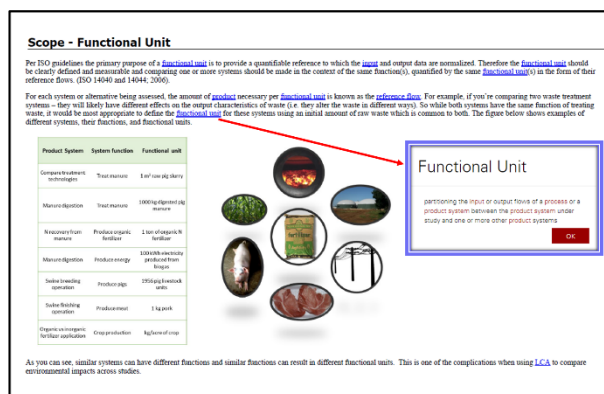 Scope - Functional Unit
Per ISO guidelines the primary purpose of a functional unit is to provide a quantifiable reference to which the input and output data are normalized. Therefore the functional unit should
be clearly defined and measurable and comparing one or more systems should be made in the context of the same function(s), quantified by the same functional unit(s) in the form of their
reference flows. (ISO 14040 and 14044; 2006).
For each system or alternative being assessed, the amount of product necessary per functional unit is known as the reference flow. For example, if you're comparing two waste treatment
systems – they will likely have different effects on the output characteristics of waste (i.e. they alter the waste in different ways). So while both systems have the same function of treating
waste, it would be most appropriate to define the functional unit for these systems using an initial amount of raw waste which is common to both. The figure below shows examples of
different systems, their functions, and functional units.
Product System System function Functional unit
Compare treatment
technologies Treat manure 1 m³ raw pig slurry
Manure digestion Treat manure 1000 kg digested pig
manure
N recovery from
manure Produce organic
fertilizer 1 ton of organic N
fertilizer
Manure digestion Produce energy 100 kWh electricity
produced from
biogas
Swine breeding
operation Produce pigs 1956 pig livestock
units
Swine finishing
operation Produce meat 1 kg pork
Organic vs inorganic
fertilizer application Crop production kg/acre of crop
fertilizer
Functional Unit
partitioning the input or output flows of a process or a
product system between the product system under
study and one or more other product systems
OK
As you can see, similar systems can have different functions and similar functions can result in different functional units. This is one of the complications when using LCA to compare
environmental impacts across studies.